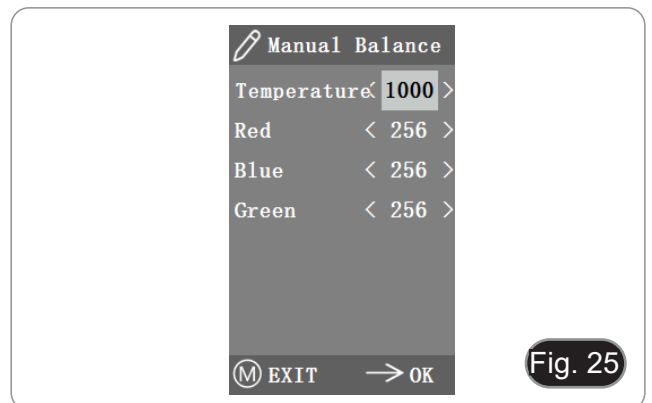 Manual Balance
Temperature< 1000 >
Red < 256 >
Blue < 256 >
Green < 256 >
M EXIT → OK
Fig. 25